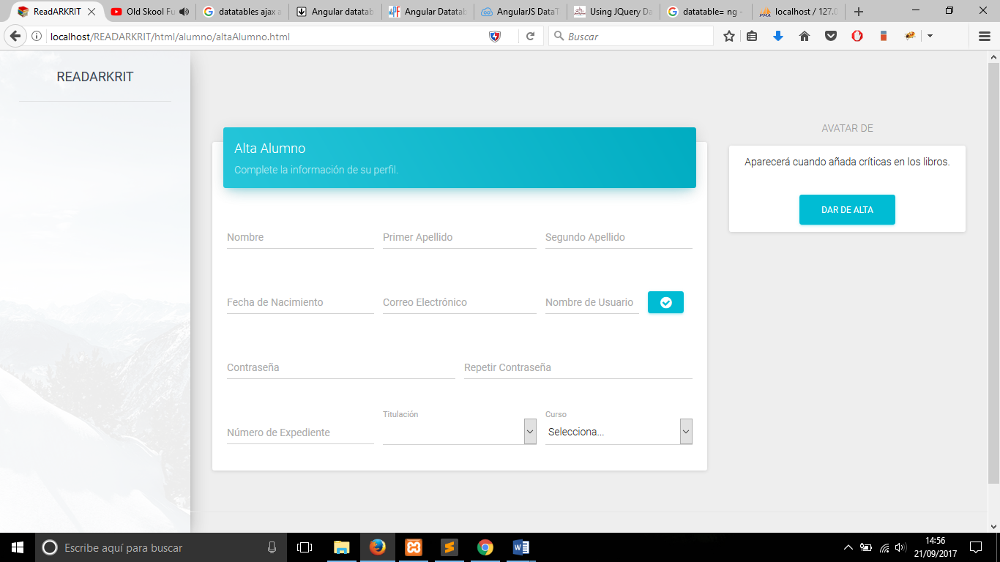 ReadARKRIT
Old Skool Fu
datatables ajax a
Angular datatab
Angular Datatab
AngularJS DataT
Using JQuery Da
datatable= ng -
localhost / 127.0
localhost/READARKRIT/html/alumno/altaAlumno.html
Buscar
READARKRIT
Alta Alumno
Complete la información de su perfil.
AVATAR DE
Aparecerá cuando añada críticas en los libros.
DAR DE ALTA
Nombre
Primer Apellido
Segundo Apellido
Fecha de Nacimiento
Correo Electrónico
Nombre de Usuario
Contraseña
Repetir Contraseña
Número de Expediente
Titulación
Curso
Selecciona...
Escribe aquí para buscar
14:56
21/09/2017